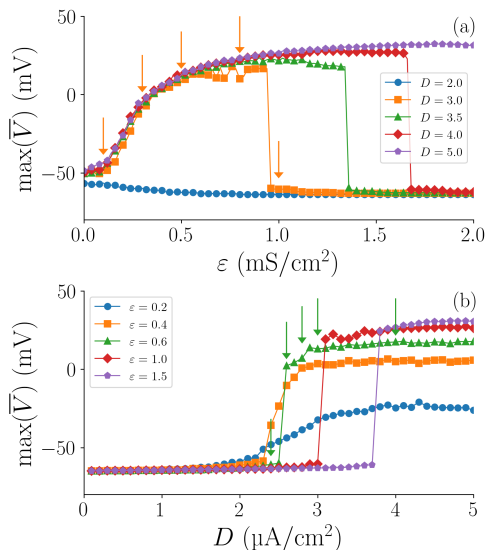 50
0
−50
max(V̅) (mV)
(a)
D = 2.0
D = 3.0
D = 3.5
D = 4.0
D = 5.0
0.0
0.5
1.0
1.5
2.0
ε (mS/cm²)
50
0
−50
max(V̅) (mV)
(b)
ε = 0.2
ε = 0.4
ε = 0.6
ε = 1.0
ε = 1.5
0
1
2
3
4
5
D (µA/cm²)